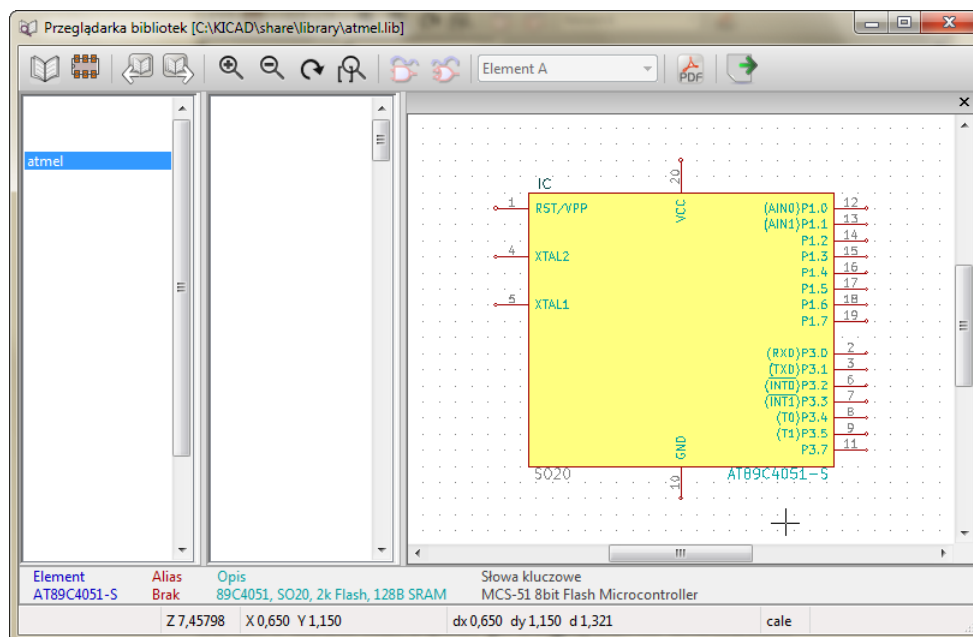 Przeglądarka bibliotek [C:\KICAD\share\library\atmel.lib]
Element A
PDF
atmel
IC
20
VCC
1 RST/VPP
4 XTAL2
5 XTAL1
(AIN0)P1.0 12
(AIN1)P1.1 13
P1.2 14
P1.3 15
P1.4 16
P1.5 17
P1.6 18
P1.7 19
(RXD)P3.0 2
(TXD)P3.1 3
(INT0)P3.2 6
(INT1)P3.3 7
(T0)P3.4 8
(T1)P3.5 9
P3.7 11
GND
10
SO20 AT89C4051-S
Element Alias Opis Słowa kluczowe
AT89C4051-S Brak 89C4051, SO20, 2k Flash, 128B SRAM MCS-51 8bit Flash Microcontroller
Z 7,45798 X 0,650 Y 1,150 dx 0,650 dy 1,150 d 1,321 cale